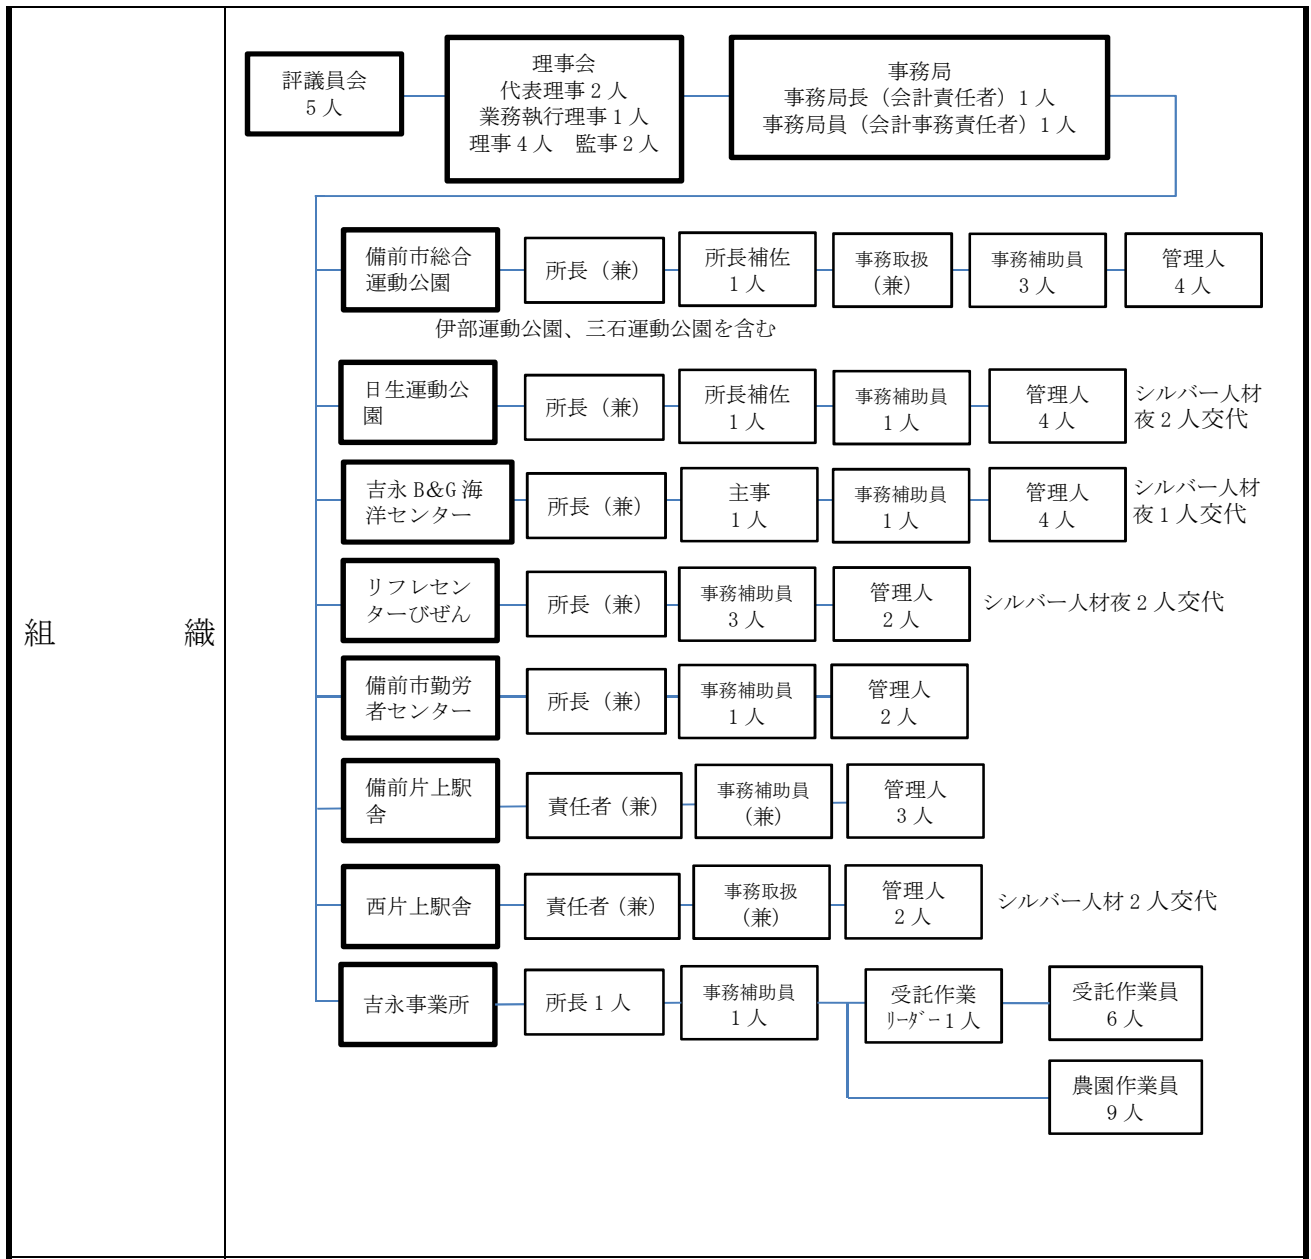 組　織
評議員会
5人
理事会
代表理事2人
業務執行理事1人
理事4人　監事2人
事務局
事務局長（会計責任者）1人
事務局員（会計事務責任者）1人
備前市総合
運動公園
所長（兼）
所長補佐
1人
事務取扱
（兼）
事務補助員
3人
管理人
4人
伊部運動公園、三石運動公園を含む
日生運動公
園
所長（兼）
所長補佐
1人
事務補助員
1人
管理人
4人
シルバー人材
夜2人交代
吉永B&G海
洋センター
所長（兼）
主事
1人
事務補助員
1人
管理人
4人
シルバー人材
夜1人交代
リフレセン
ターびぜん
所長（兼）
事務補助員
3人
管理人
2人
シルバー人材夜2人交代
備前市勤労
者センター
所長（兼）
事務補助員
1人
管理人
2人
備前片上駅
舎
責任者（兼）
事務補助員
（兼）
管理人
3人
西片上駅舎
責任者（兼）
事務取扱
（兼）
管理人
2人
シルバー人材2人交代
吉永事業所
所長1人
事務補助員
1人
受託作業
ﾘｰﾀﾞｰ1人
受託作業員
6人
農園作業員
9人